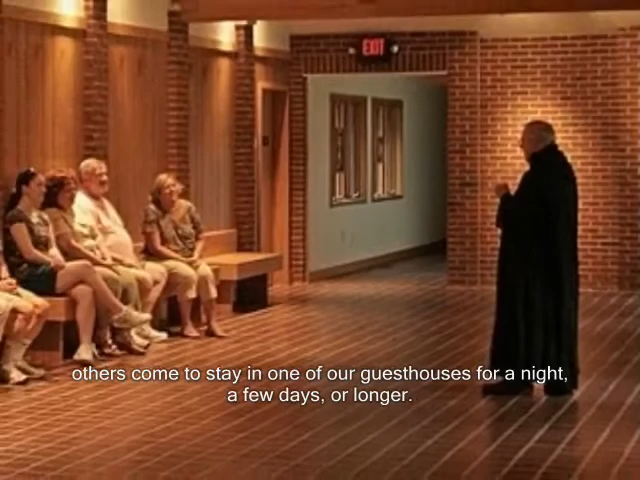 EXIT
others come to stay in one of our guesthouses for a night,
a few days, or longer.